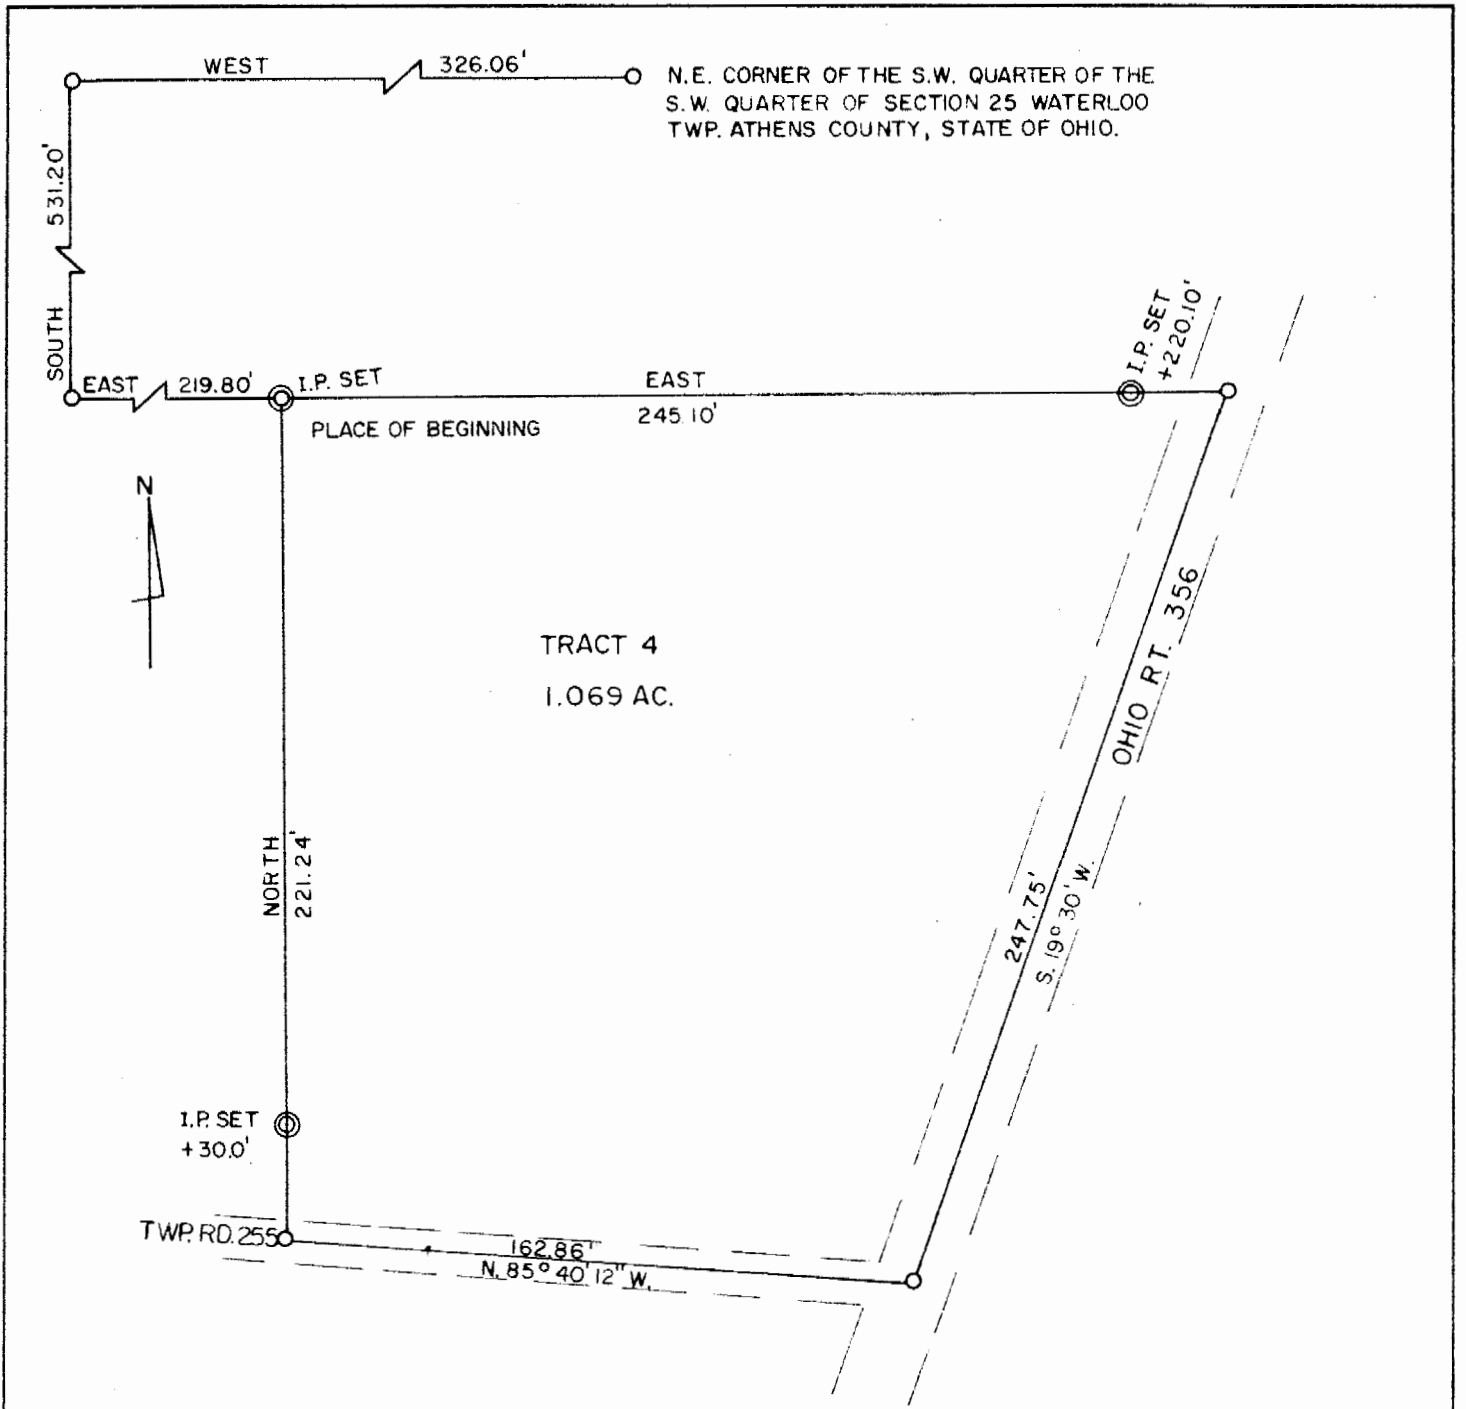 WEST 326.06'
N.E. CORNER OF THE S.W. QUARTER OF THE
S.W. QUARTER OF SECTION 25 WATERLOO
TWP. ATHENS COUNTY, STATE OF OHIO.
SOUTH 531.20'
EAST 219.80'
I.P. SET
EAST
245.10'
PLACE OF BEGINNING
I.P. SET
+220.10'
N
TRACT 4
1.069 AC.
OHIO RT. 356
NORTH
221.24'
247.75'
S. 19° 30' W.
I.P. SET
+30.0'
TWP. RD. 255
162.86'
N. 85° 40' 12" W.